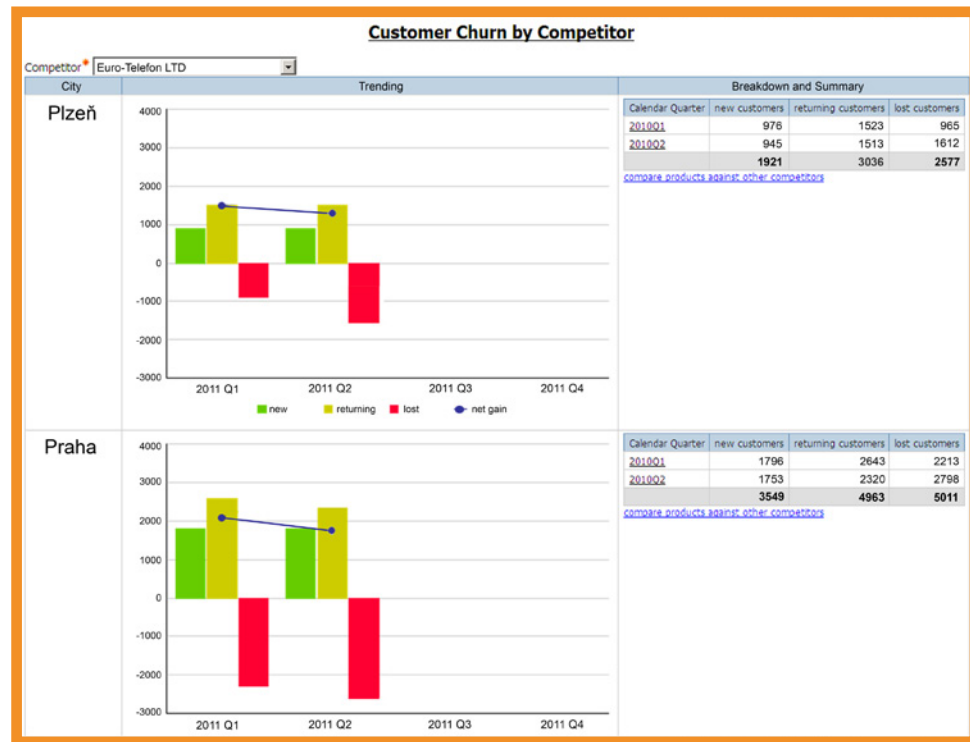 Customer Churn by Competitor
Competitor* Euro-Telefon LTD
City Trending Breakdown and Summary
Plzeň
4000
3000
2000
1000
0
-1000
-2000
-3000
2011 Q1 2011 Q2 2011 Q3 2011 Q4
new returning lost net gain
Calendar Quarter new customers returning customers lost customers
2010Q1 976 1523 965
2010Q2 945 1513 1612
1921 3036 2577
compare products against other competitors
Praha
4000
3000
2000
1000
0
-1000
-2000
-3000
2011 Q1 2011 Q2 2011 Q3 2011 Q4
Calendar Quarter new customers returning customers lost customers
2010Q1 1796 2643 2213
2010Q2 1753 2320 2798
3549 4963 5011
compare products against other competitors